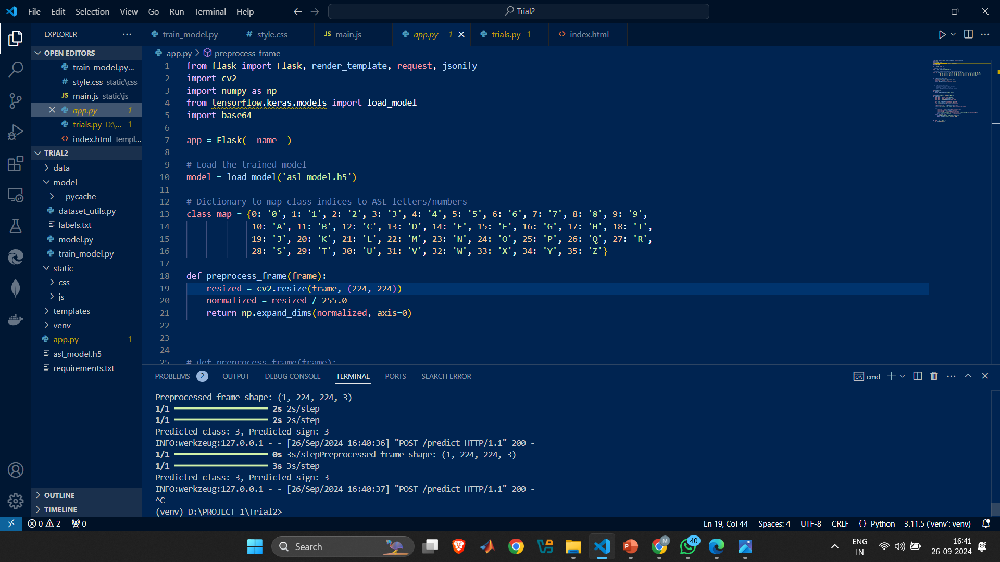 File Edit Selection View Go Run Terminal Help
Trial2
EXPLORER
OPEN EDITORS
train_model.py...
style.css static\css
main.js static\js
app.py 1
trials.py D:\... 1
index.html templ...
TRIAL2
data
model
__pycache__
dataset_utils.py
labels.txt
model.py
train_model.py
static
css
js
templates
venv
app.py 1
asl_model.h5
requirements.txt
OUTLINE
TIMELINE
train_model.py
style.css
main.js
app.py 1
trials.py 1
index.html
app.py > preprocess_frame
1 from flask import Flask, render_template, request, jsonify
2 import cv2
3 import numpy as np
4 from tensorflow.keras.models import load_model
5 import base64
6
7 app = Flask(__name__)
8
9 # Load the trained model
10 model = load_model('asl_model.h5')
11
12 # Dictionary to map class indices to ASL letters/numbers
13 class_map = {0: '0', 1: '1', 2: '2', 3: '3', 4: '4', 5: '5', 6: '6', 7: '7', 8: '8', 9: '9',
14 10: 'A', 11: 'B', 12: 'C', 13: 'D', 14: 'E', 15: 'F', 16: 'G', 17: 'H', 18: 'I',
15 19: 'J', 20: 'K', 21: 'L', 22: 'M', 23: 'N', 24: 'O', 25: 'P', 26: 'Q', 27: 'R',
16 28: 'S', 29: 'T', 30: 'U', 31: 'V', 32: 'W', 33: 'X', 34: 'Y', 35: 'Z'}
17
18 def preprocess_frame(frame):
19 resized = cv2.resize(frame, (224, 224))
20 normalized = resized / 255.0
21 return np.expand_dims(normalized, axis=0)
22
23
24
25 # def preprocess_frame(frame):
PROBLEMS 2 OUTPUT DEBUG CONSOLE TERMINAL PORTS SEARCH ERROR
cmd
Preprocessed frame shape: (1, 224, 224, 3)
1/1 2s 2s/step
1/1 2s 2s/step
Predicted class: 3, Predicted sign: 3
INFO:werkzeug:127.0.0.1 - - [26/Sep/2024 16:40:36] "POST /predict HTTP/1.1" 200 -
1/1 0s 3s/stepPreprocessed frame shape: (1, 224, 224, 3)
1/1 3s 3s/step
Predicted class: 3, Predicted sign: 3
INFO:werkzeug:127.0.0.1 - - [26/Sep/2024 16:40:37] "POST /predict HTTP/1.1" 200 -
^C
(venv) D:\PROJECT 1\Trial2>
0 2 0
Ln 19, Col 44 Spaces: 4 UTF-8 CRLF {} Python 3.11.5 ('venv': venv)
Search
M
40
ENG
IN
16:41
26-09-2024